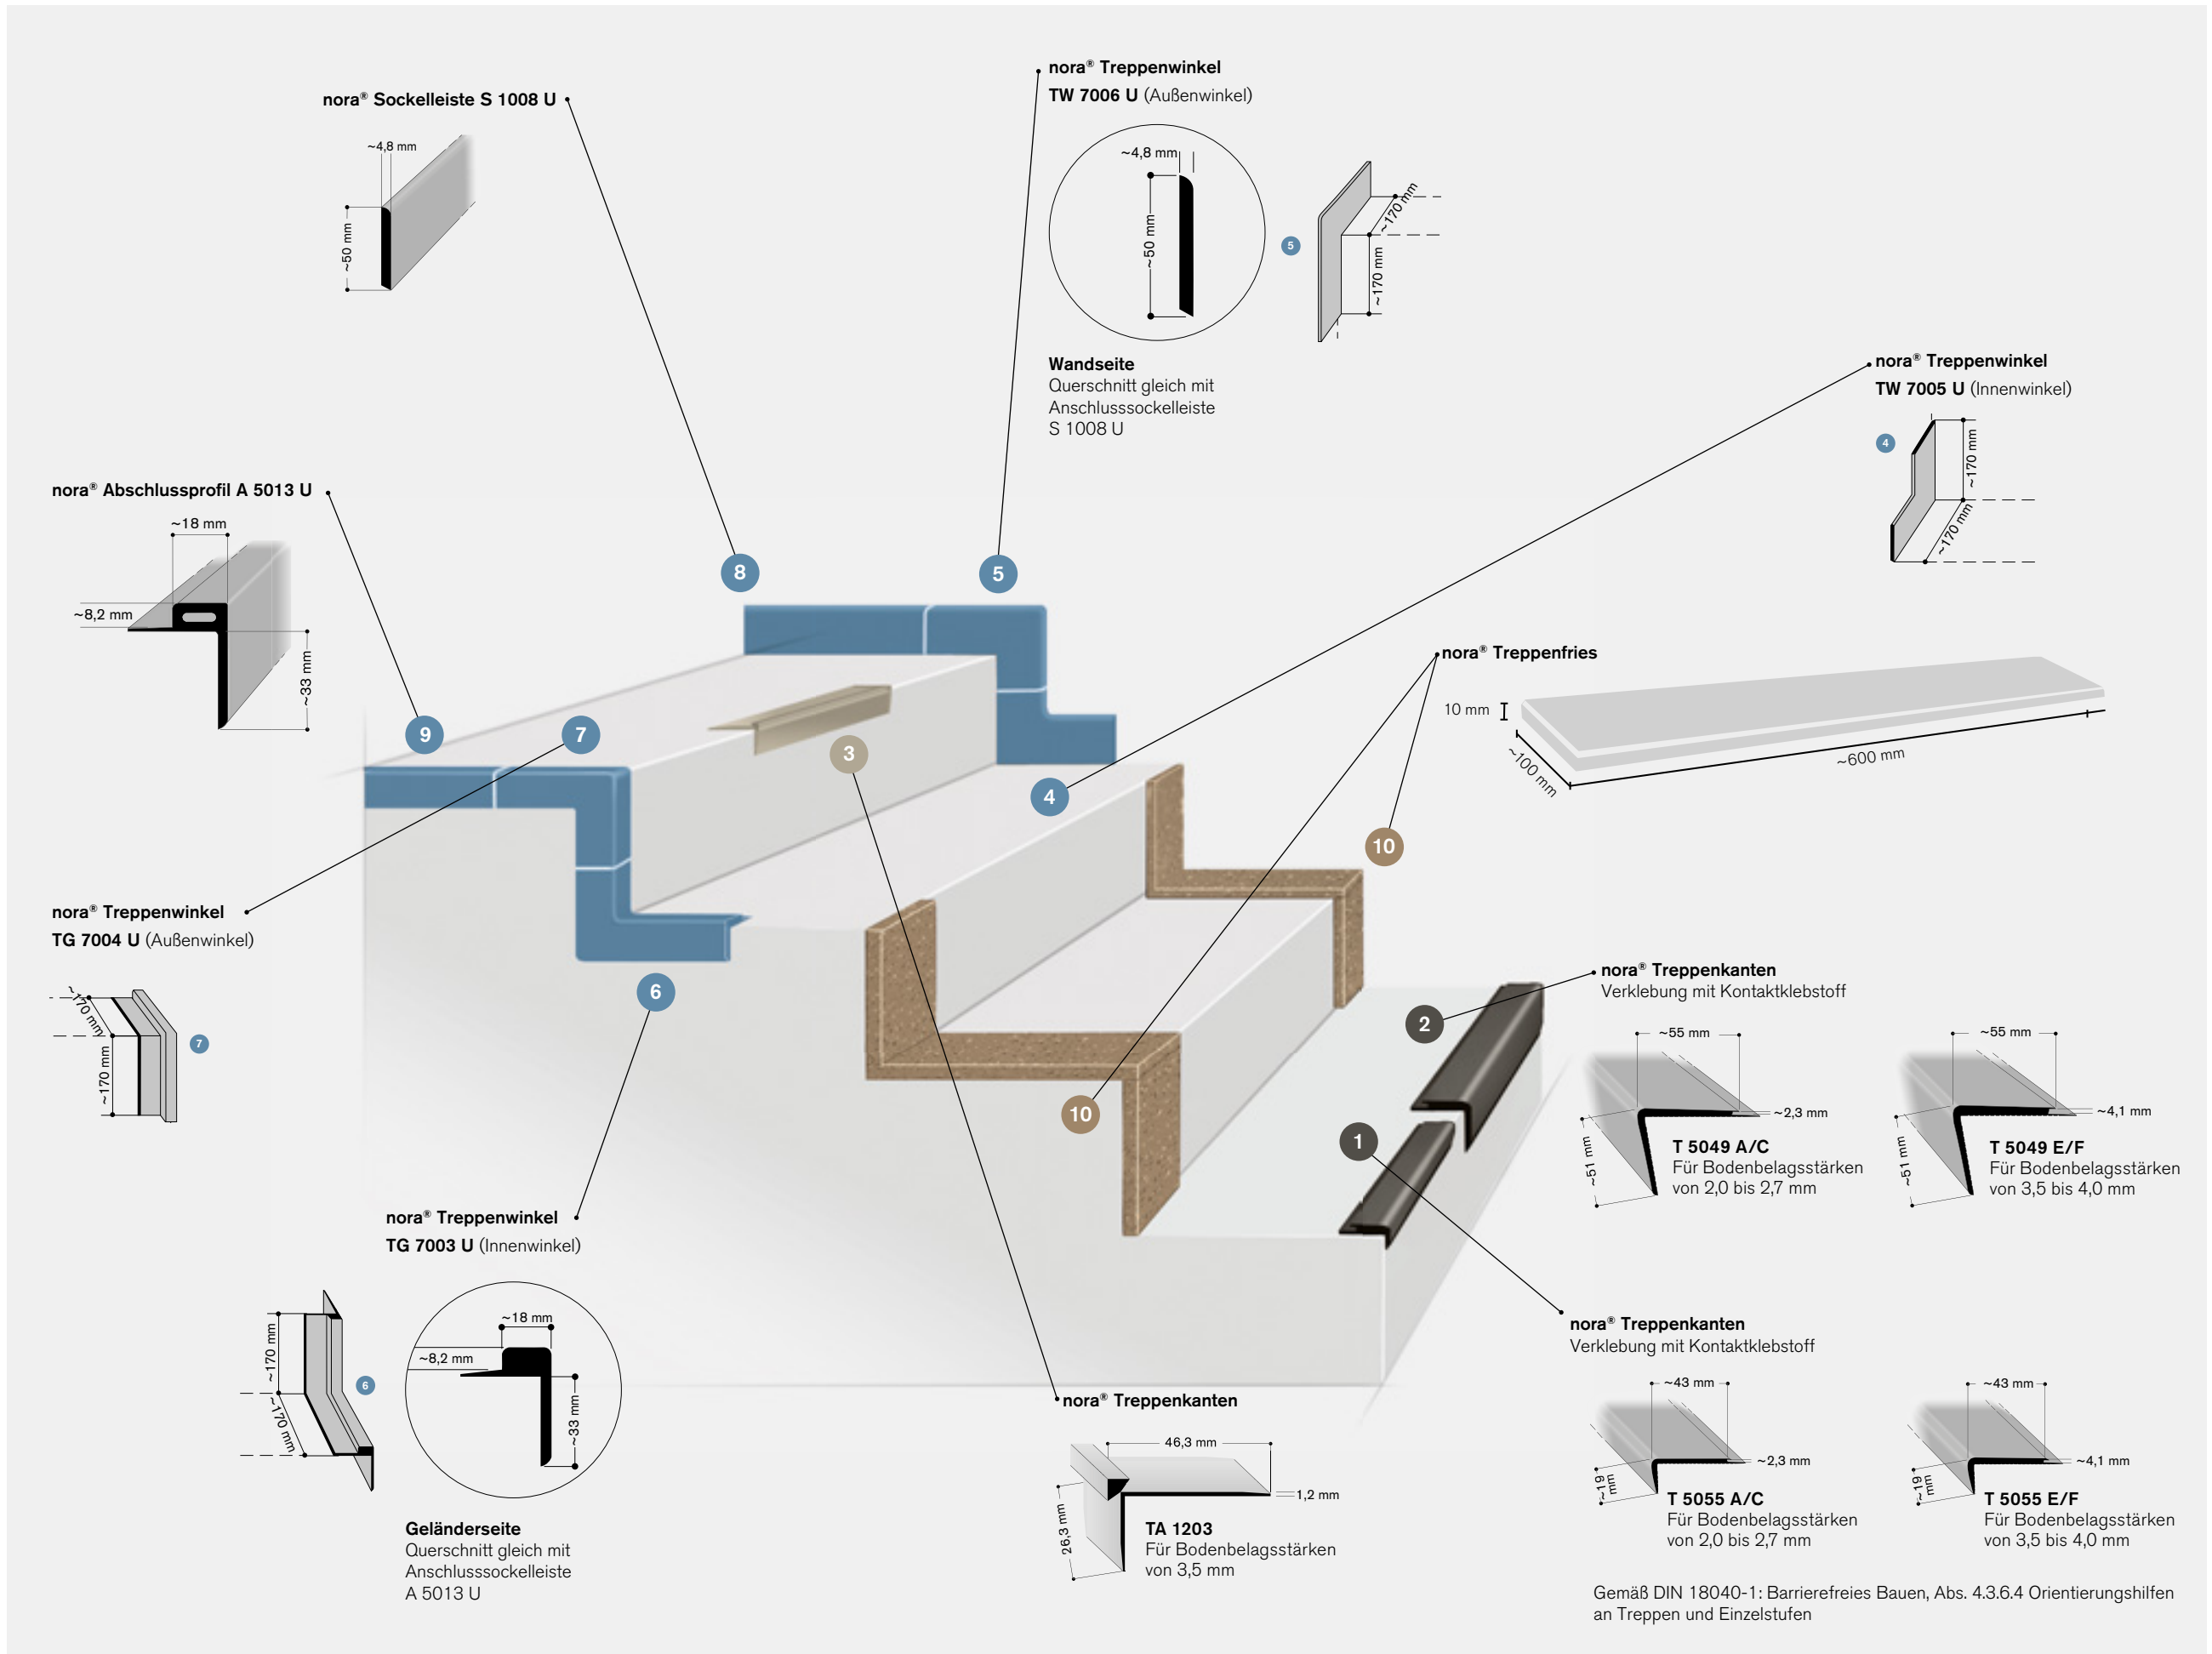 nora® Treppenwinkel
TW 7006 U (Außenwinkel)
nora® Sockelleiste S 1008 U
~4,8 mm
~50 mm
~4,8 mm
~50 mm
5
~170 mm
~170 mm
Wandseite
Querschnitt gleich mit
Anschlusssockelleiste
S 1008 U
nora® Treppenwinkel
TW 7005 U (Innenwinkel)
4
~170 mm
~170 mm
nora® Abschlussprofil A 5013 U
~18 mm
~8,2 mm
~33 mm
8
5
nora® Treppenfries
10 mm
~100 mm
~600 mm
9
7
3
4
10
nora® Treppenwinkel
TG 7004 U (Außenwinkel)
~170 mm
~170 mm
7
6
10
2
1
nora® Treppenkanten
Verklebung mit Kontaktklebstoff
~55 mm
~2,3 mm
~51 mm
T 5049 A/C
Für Bodenbelagsstärken
von 2,0 bis 2,7 mm
~55 mm
~4,1 mm
~51 mm
T 5049 E/F
Für Bodenbelagsstärken
von 3,5 bis 4,0 mm
nora® Treppenwinkel
TG 7003 U (Innenwinkel)
~170 mm
~170 mm
6
~18 mm
~8,2 mm
~33 mm
Geländerseite
Querschnitt gleich mit
Anschlusssockelleiste
A 5013 U
nora® Treppenkanten
46,3 mm
1,2 mm
26,3 mm
TA 1203
Für Bodenbelagsstärken
von 3,5 mm
nora® Treppenkanten
Verklebung mit Kontaktklebstoff
~43 mm
~2,3 mm
~19 mm
T 5055 A/C
Für Bodenbelagsstärken
von 2,0 bis 2,7 mm
~43 mm
~4,1 mm
~19 mm
T 5055 E/F
Für Bodenbelagsstärken
von 3,5 bis 4,0 mm
Gemäß DIN 18040-1: Barrierefreies Bauen, Abs. 4.3.6.4 Orientierungshilfen
an Treppen und Einzelstufen